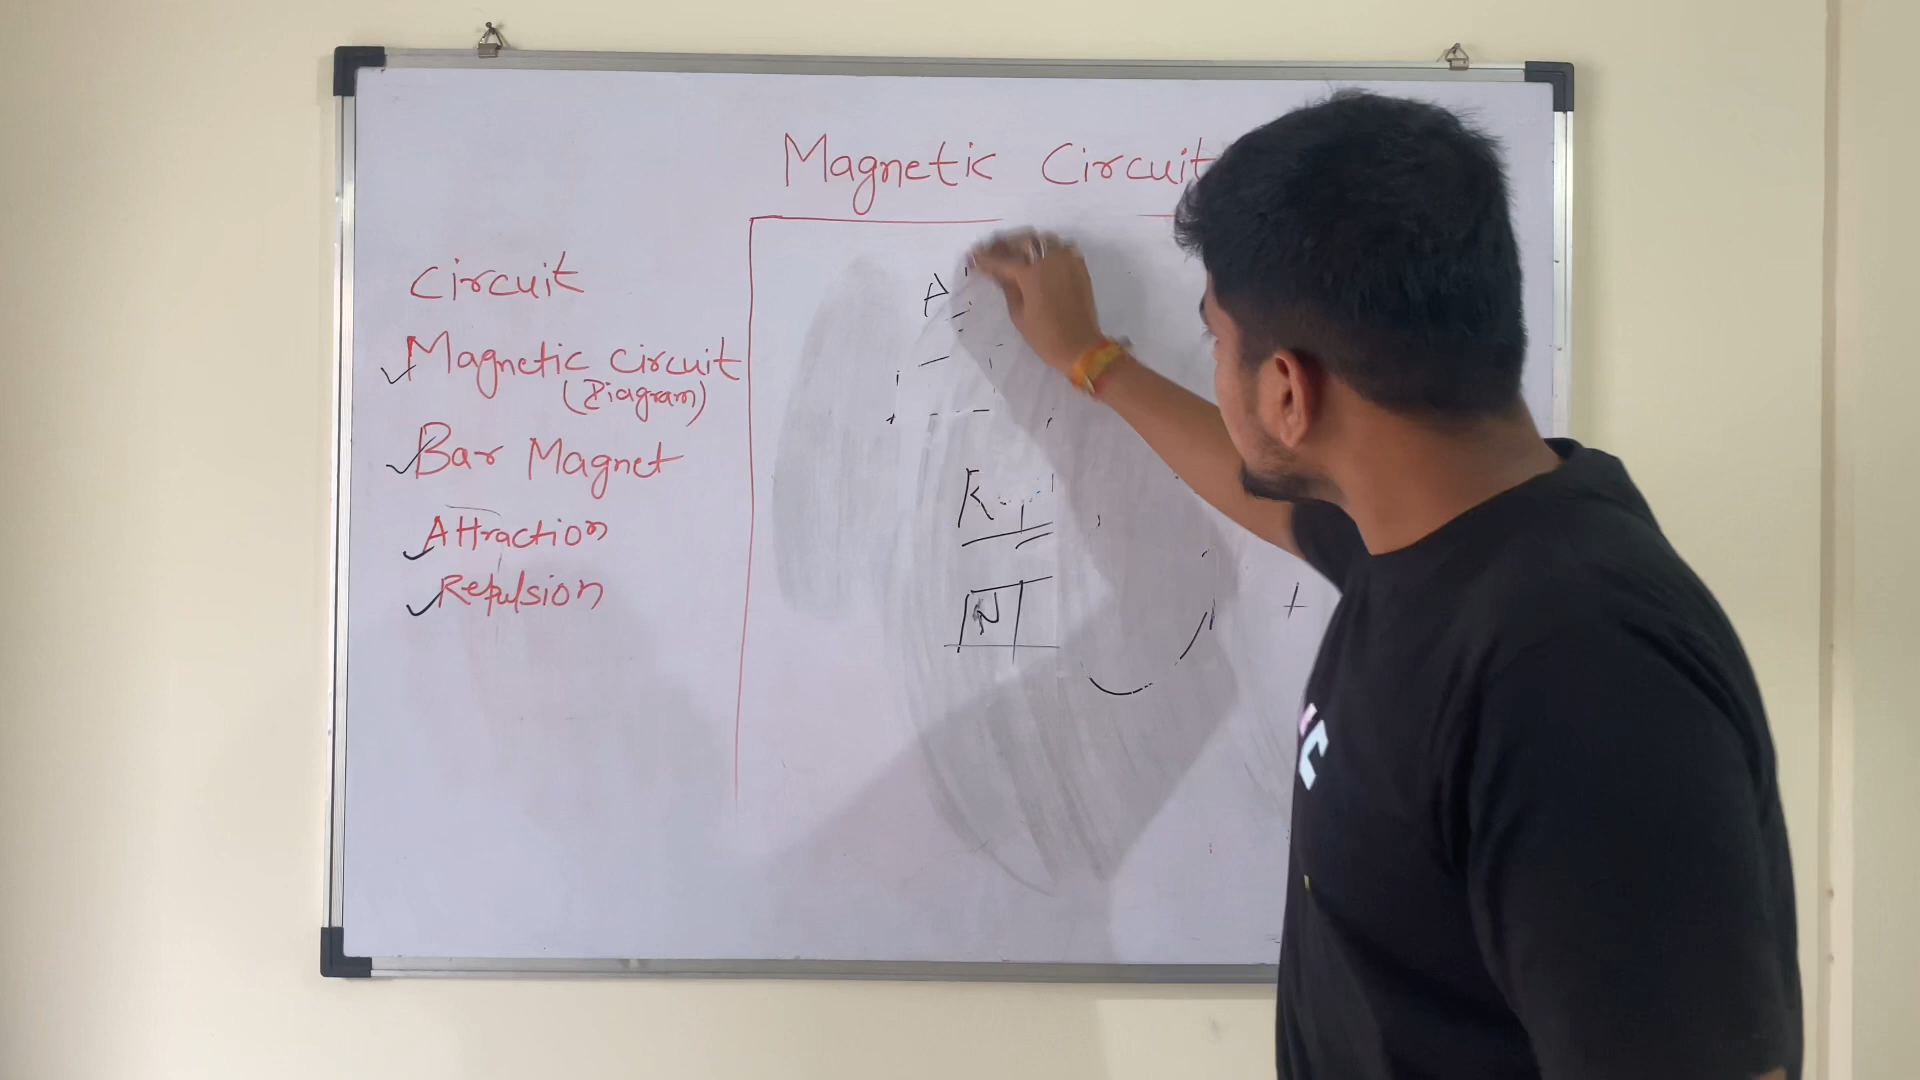 Magnetic Circuit
Circuit
Magnetic circuit
(Diagram)
Bar Magnet
Attraction
Repulsion
A
R
N
+
C